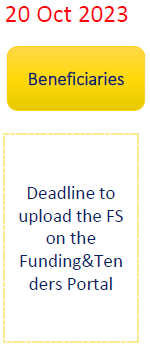 20 Oct 2023
Beneficiaries
Deadline to
upload the FS
on the
Funding&Ten
ders Portal